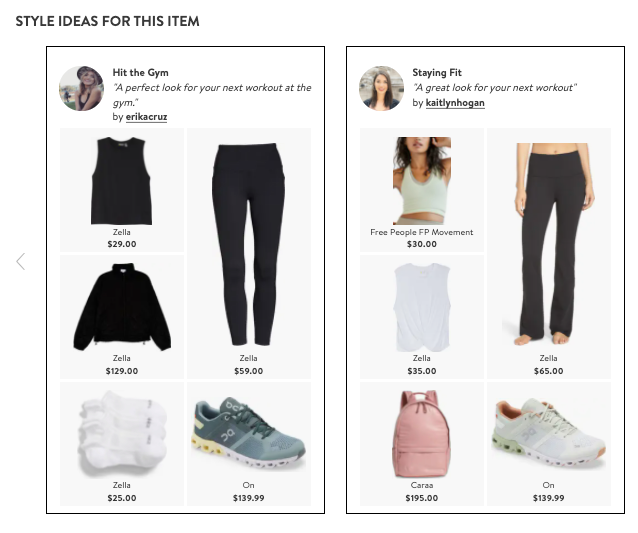 STYLE IDEAS FOR THIS ITEM
Hit the Gym
"A perfect look for your next workout at the
gym."
by erikacruz
Zella
$29.00
Zella
$129.00
Zella
$59.00
Zella
$25.00
On
$139.99
Staying Fit
"A great look for your next workout"
by kaitlynhogan
Free People FP Movement
$30.00
Zella
$35.00
Zella
$65.00
Caraa
$195.00
On
$139.99